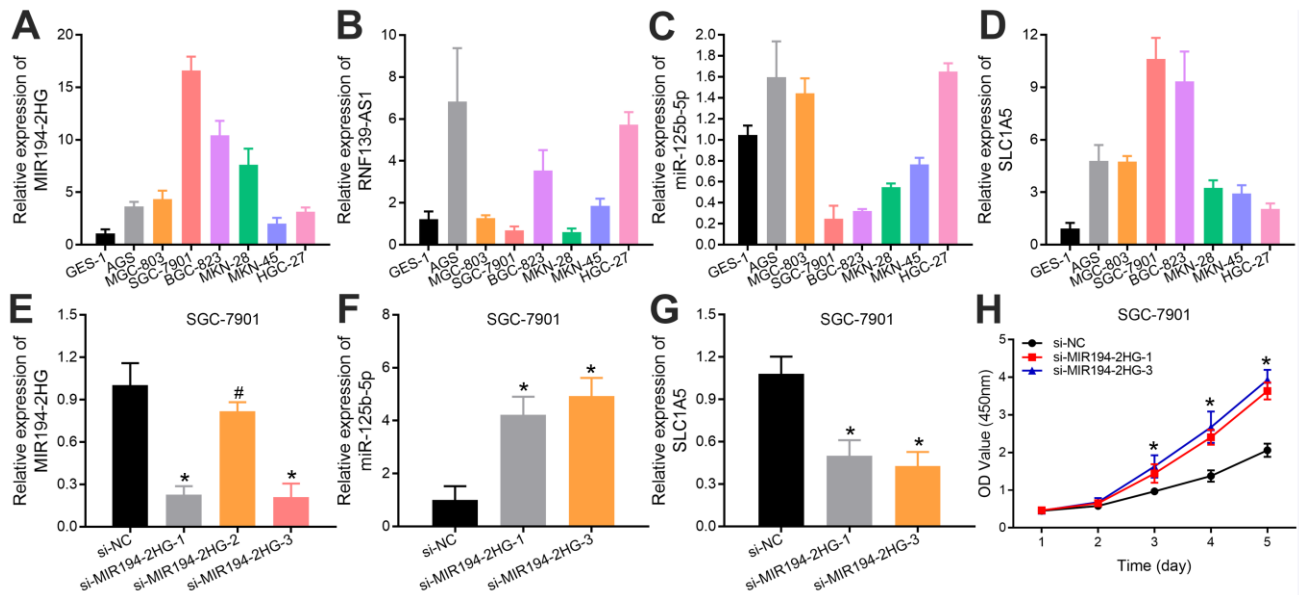 A
Relative expression of
MIR194-2HG
20
15
10
5
0
GES-1
AGS
MGC-803
SGC-7901
BGC-823
MKN-28
MKN-45
HGC-27
B
Relative expression of
RNF139-AS1
10
8
6
4
2
0
GES-1
AGS
MGC-803
SGC-7901
BGC-823
MKN-28
MKN-45
HGC-27
C
Relative expression of
miR-125b-5p
2.0
1.8
1.6
1.4
1.2
1.0
0.8
0.6
0.4
0.2
0.0
GES-1
AGS
MGC-803
SGC-7901
BGC-823
MKN-28
MKN-45
HGC-27
D
Relative expression of
SLC1A5
12
9
6
3
0
GES-1
AGS
MGC-803
SGC-7901
BGC-823
MKN-28
MKN-45
HGC-27
E
SGC-7901
Relative expression of
MIR194-2HG
1.5
1.2
0.9
0.6
0.3
0.0
*
#
*
si-NC
si-MIR194-2HG-1
si-MIR194-2HG-2
si-MIR194-2HG-3
F
SGC-7901
Relative expression of
miR-125b-5p
8
6
4
2
0
*
*
si-NC
si-MIR194-2HG-1
si-MIR194-2HG-3
G
SGC-7901
Relative expression of
SLC1A5
1.5
1.2
0.9
0.6
0.3
0.0
*
*
si-NC
si-MIR194-2HG-1
si-MIR194-2HG-3
H
SGC-7901
si-NC
si-MIR194-2HG-1
si-MIR194-2HG-3
OD Value (450nm)
5
4
3
2
1
0
*
*
*
1
2
3
4
5
Time (day)